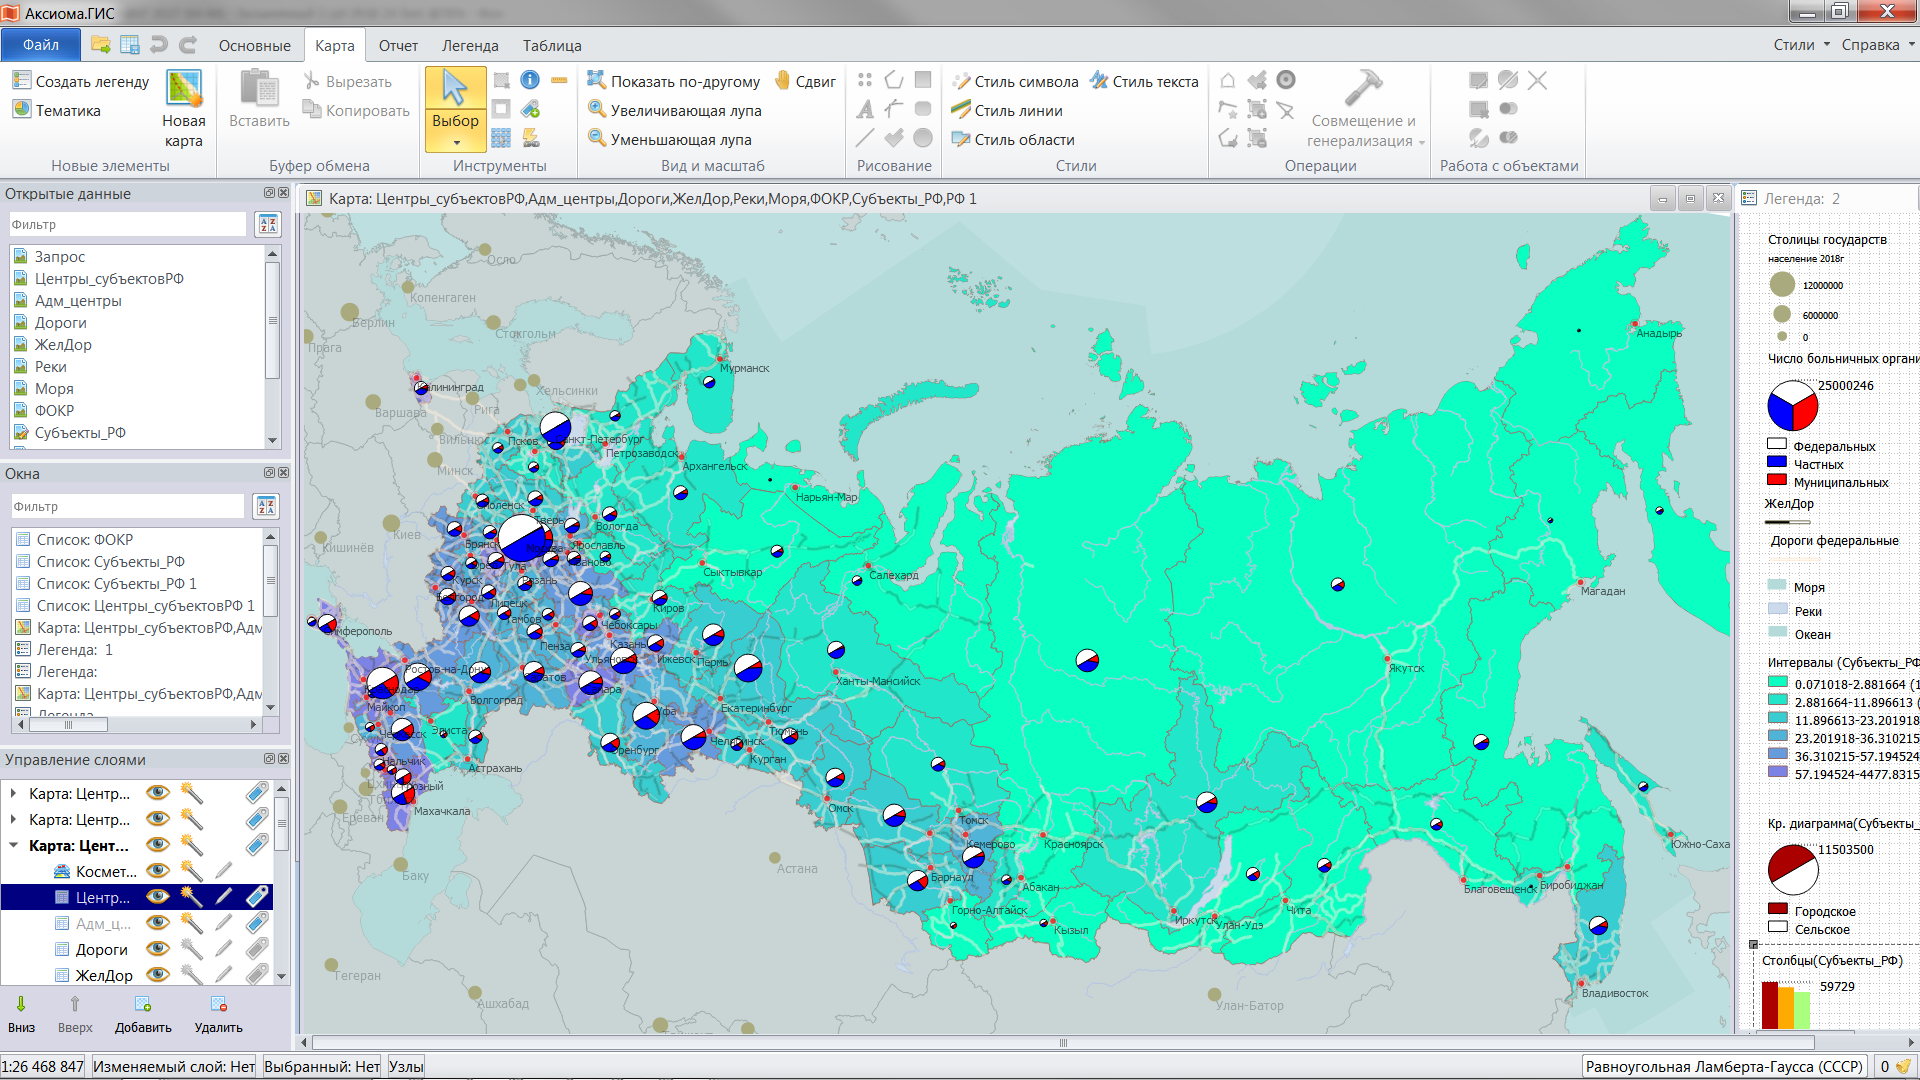 Аксиома.ГИС
Файл
Основные
Карта
Отчет
Легенда
Таблица
Стили
Справка
Создать легенду
Тематика
Новая карта
Новые элементы
Вставить
Вырезать
Копировать
Буфер обмена
Выбор
Инструменты
Показать по-другому
Сдвиг
Увеличивающая лупа
Уменьшающая лупа
Вид и масштаб
Рисование
Стиль символа
Стиль текста
Стиль линии
Стиль области
Стили
Совмещение и
генерализация
Операции
Работа с объектами
Открытые данные
Фильтр
Запрос
Центры_субъектовРФ
Адм_центры
Дороги
ЖелДор
Реки
Моря
ФОКР
Субъекты_РФ
Окна
Фильтр
Список: ФОКР
Список: Субъекты_РФ
Список: Субъекты_РФ 1
Список: Центры_субъектовРФ 1
Карта: Центры_субъектовРФ,Адм
Легенда: 1
Легенда:
Карта: Центры_субъектовРФ,Адм
Управление слоями
Карта: Центр...
Карта: Центр...
Карта: Цент...
Космет...
Центр...
Адм_ц...
Дороги
ЖелДор
Вниз
Вверх
Добавить
Удалить
Карта: Центры_субъектовРФ,Адм_центры,Дороги,ЖелДор,Реки,Моря,ФОКР,Субъекты_РФ,РФ 1
Осло
Копенгаген
Берлин
Стокгольм
Прага
Хельсинки
Мурманск
Калининград
Варшава
Рига
Вильнюс
Псков
Санкт-Петербург
Петрозаводск
Минск
Архангельск
Нарьян-Мар
Смоленск
Тверь
Вологда
Киев
Кишинёв
Брянск
Ярославль
Тула
Рязань
Сыктывкар
Салехард
Курск
Липецк
Киров
Тамбов
Чебоксары
Симферополь
Пенза
Казань
Ульяновск
Ижевск
Пермь
Ростов-на-Дону
Ханты-Мансийск
Волгоград
Майкоп
Уфа
Екатеринбург
Элиста
Челябинск
Тюмень
Оренбург
Курган
Астрахань
Нальчик
Грозный
Махачкала
Ереван
Баку
Омск
Томск
Кемерово
Красноярск
Барнаул
Абакан
Астана
Горно-Алтайск
Кызыл
Иркутск
Улан-Удэ
Чита
Благовещенск
Биробиджан
Якутск
Магадан
Анадырь
Южно-Саха
Владивосток
Тегеран
Ашхабад
Улан-Батор
Легенда: 2
Столицы государств
население 2018г
12000000
6000000
0
Число больничных органи
25000246
Федеральных
Частных
Муниципальных
ЖелДор
Дороги федеральные
Моря
Реки
Океан
Интервалы (Субъекты_РФ
0.071018-2.881664 (1
2.881664-11.896613 (
11.896613-23.201918
23.201918-36.310215
36.310215-57.194524
57.194524-4477.8315
Кр. диаграмма(Субъекты_
11503500
Городское
Сельское
Столбцы(Субъекты_РФ)
59729
1:26 468 847
Изменяемый слой: Нет
Выбранный: Нет
Узлы
Равноугольная Ламберта-Гаусса (СССР)
0